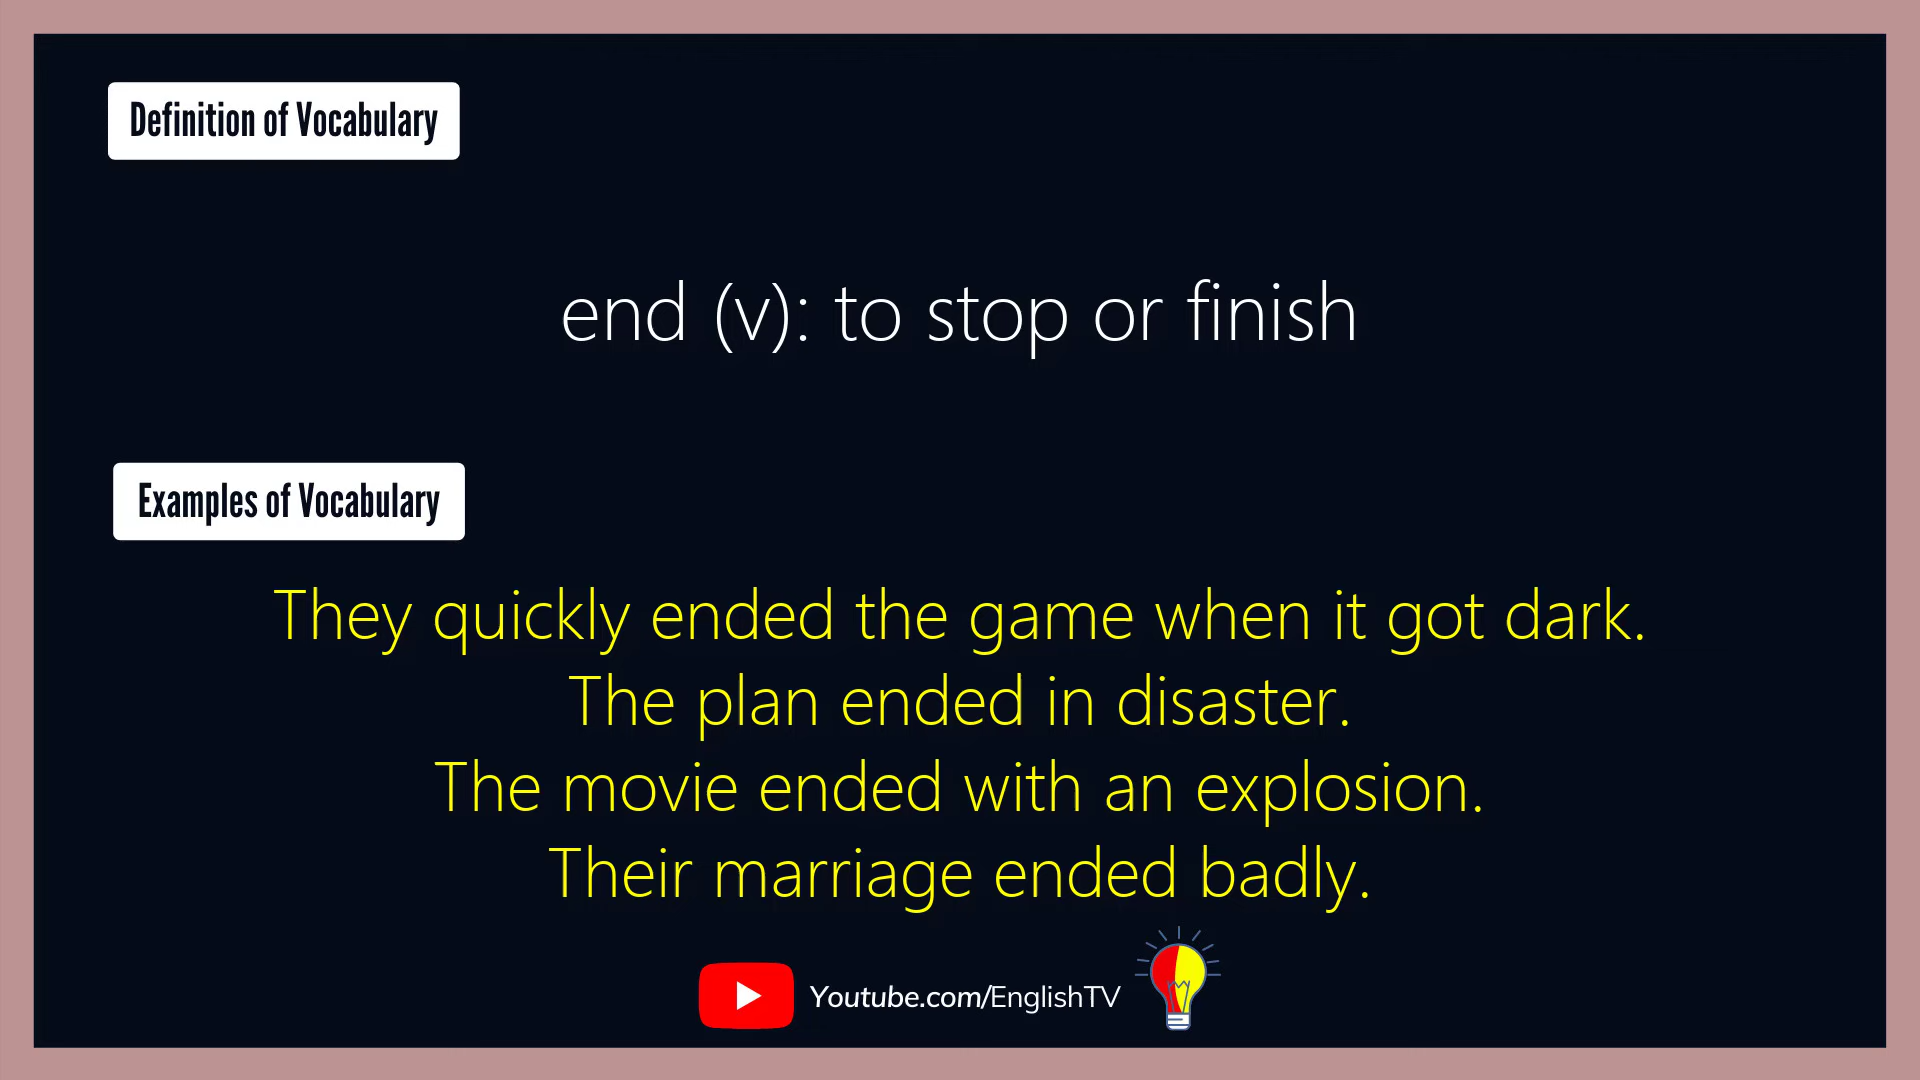 Definition of Vocabulary
end (v): to stop or finish
Examples of Vocabulary
They quickly ended the game when it got dark.
The plan ended in disaster.
The movie ended with an explosion.
Their marriage ended badly.
Youtube.com/EnglishTV